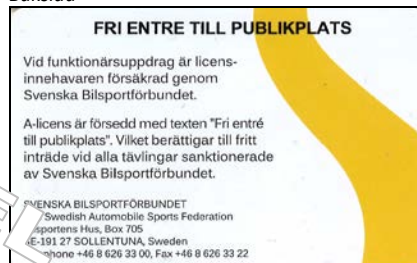 FRI ENTRE TILL PUBLIKPLATS
Vid funktionärsuppdrag är licens-
innehavaren försäkrad genom
Svenska Bilsportförbundet.
A-licens är försedd med texten "Fri entré
till publikplats". Vilket berättigar till fritt
inträde vid alla tävlingar sanktionerade
av Svenska Bilsportförbundet.
SVENSKA BILSPORTFÖRBUNDET
Swedish Automobile Sports Federation
Hus, Box 705
SE-191 27 SOLLENTUNA, Sweden
+46 8 626 33 00, Fax +46 8 626 33 22